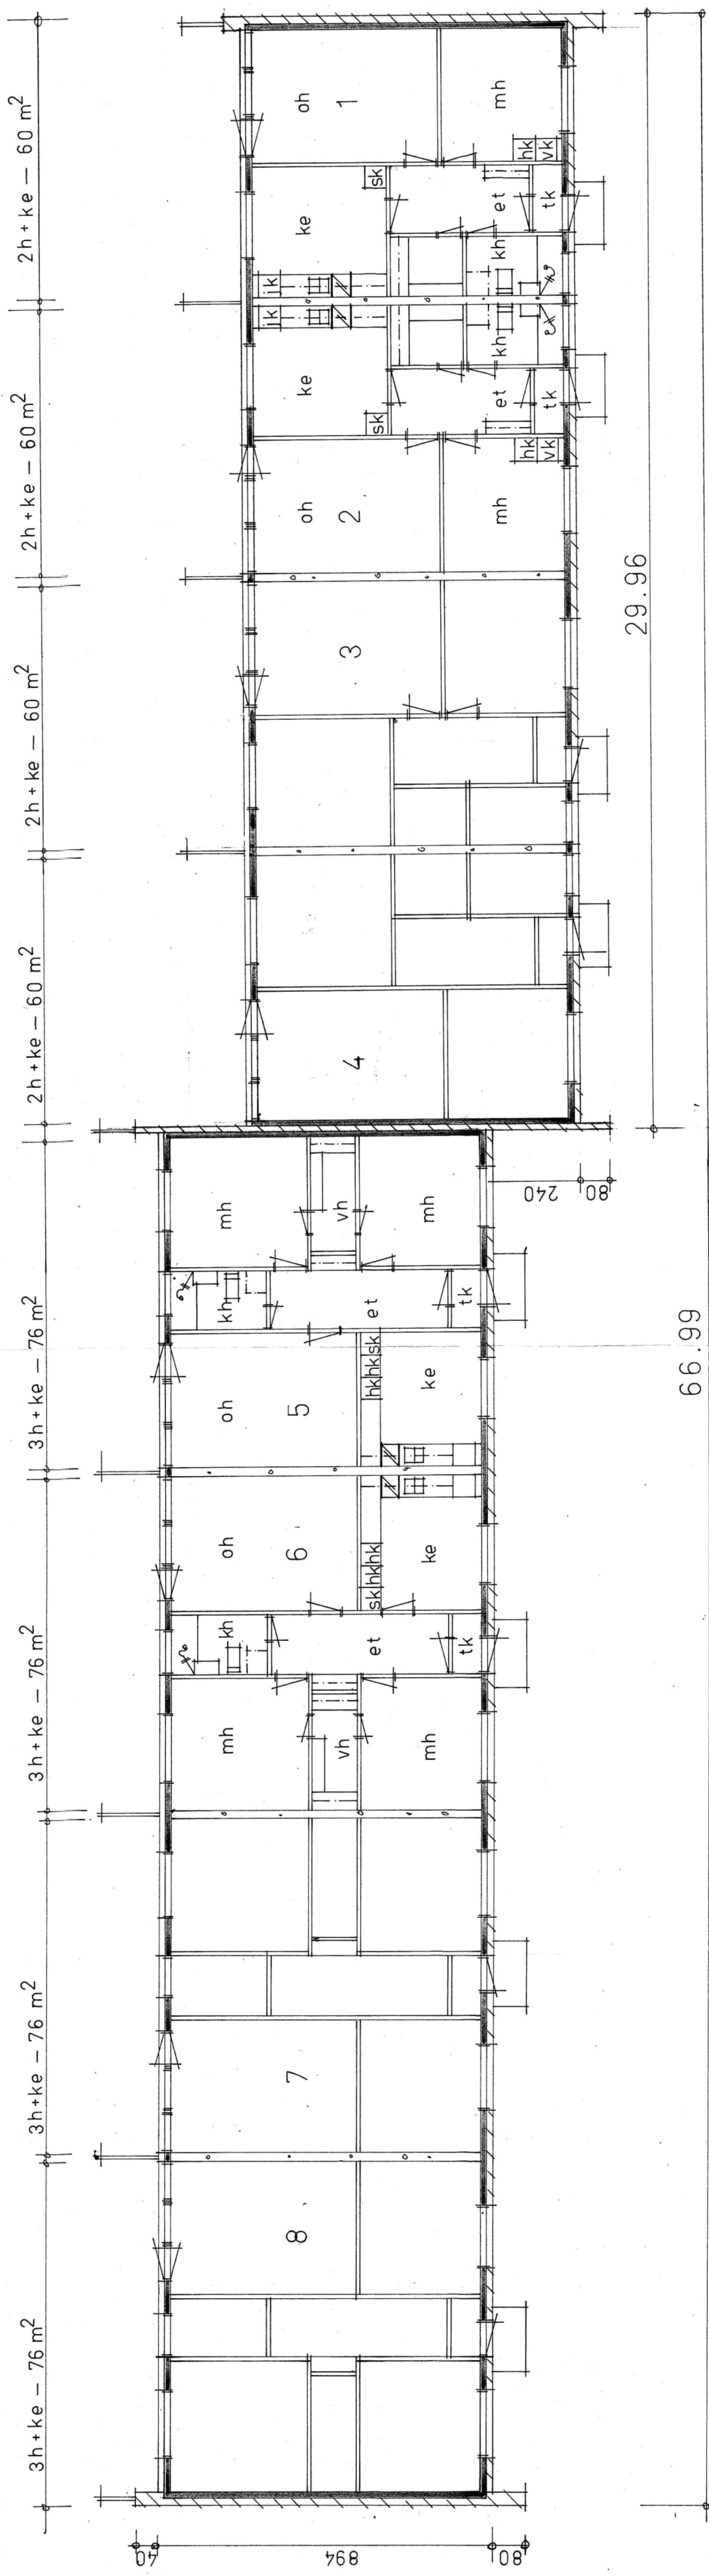 3h+ke — 76 m²
3h+ke — 76 m²
3h+ke — 76 m²
3h+ke — 76 m²
2h+ke — 60 m²
2h+ke — 60 m²
2h+ke — 60 m²
2h+ke — 60 m²
40
894
80
8
7
mh
vh
mh
kh
et
tk
oh
6
sk hk hk
ke
oh
5
hk hk sk
ke
kh
et
tk
mh
vh
mh
240
80
4
3
oh
2
mh
hk
vk
ke
sk
jk
et
tk
kh
ke
sk
jk
et
tk
kh
oh
1
mh
hk
vk
29.96
66.99